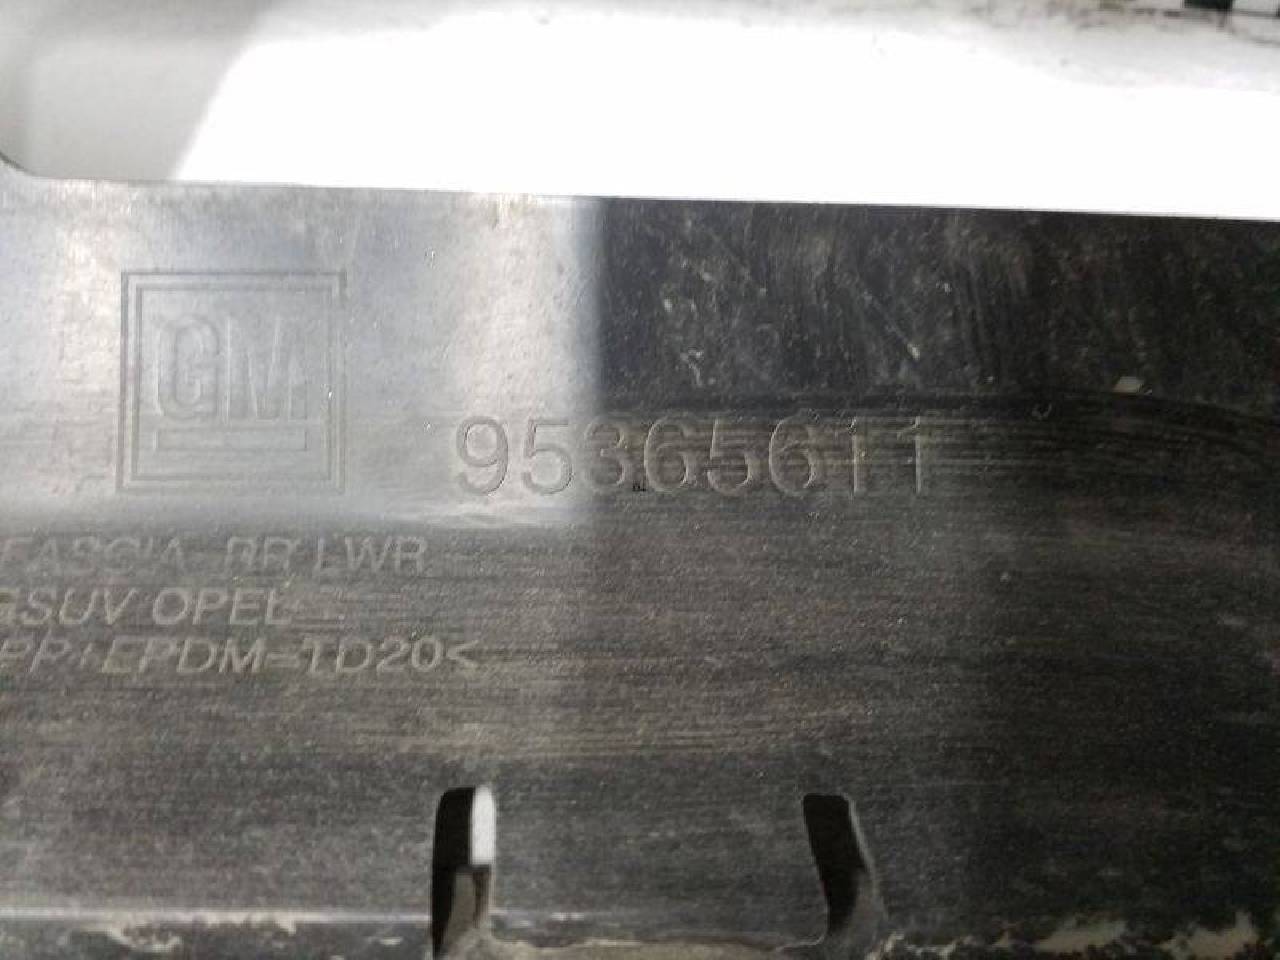 GM
95365611
FASCIA-RR LWR
GSUV OPEL
PP+EPDM-TD20<